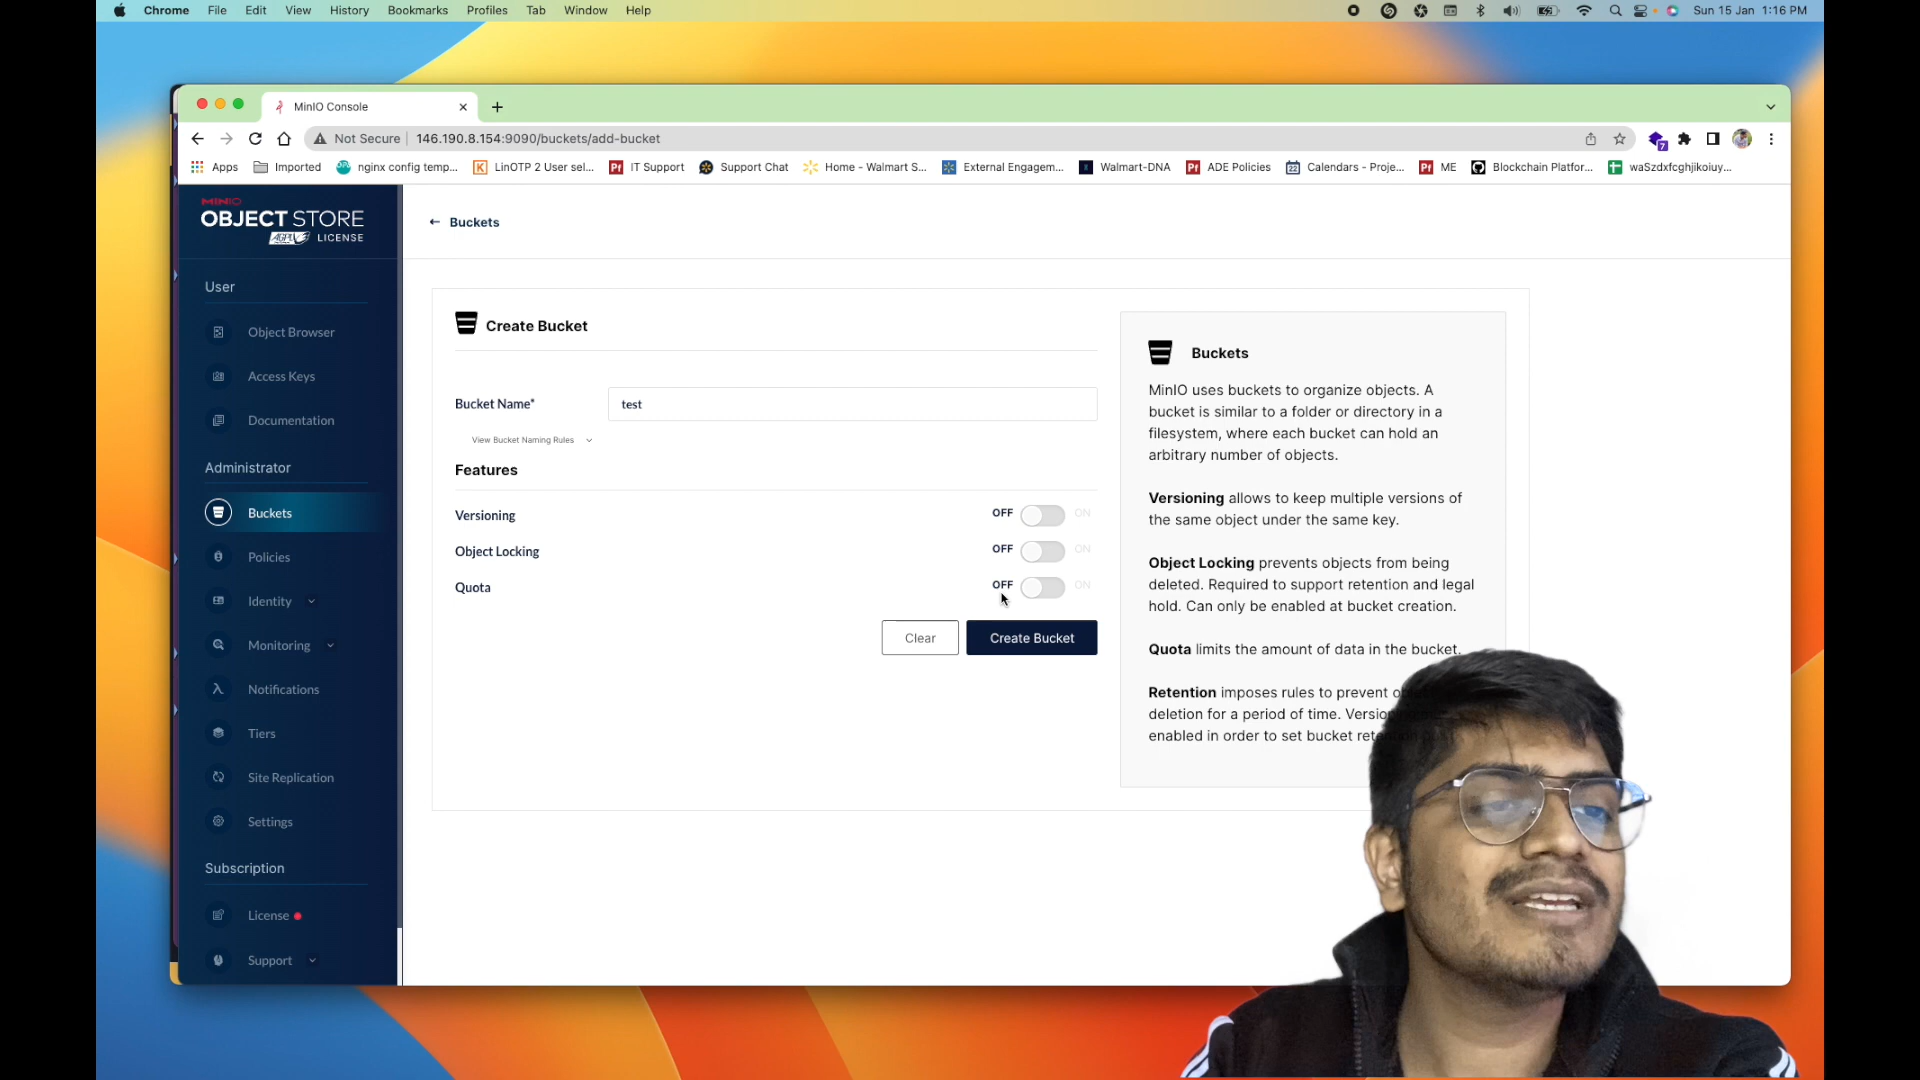 Chrome File Edit View History Bookmarks Profiles Tab Window Help
Sun 15 Jan 1:16 PM
MinIO Console
Not Secure 146.190.8.154:9090/buckets/add-bucket
7
Apps Imported nginx config temp... LinOTP 2 User sel... IT Support Support Chat Home - Walmart S... External Engagem... Walmart-DNA ADE Policies Calendars - Proje... ME Blockchain Platfor... waSzdxfcghjikoiuy...
MINIO
OBJECT STORE
AGPLv3 LICENSE
User
Object Browser
Access Keys
Documentation
Administrator
Buckets
Policies
Identity
Monitoring
Notifications
Tiers
Site Replication
Settings
Subscription
License
Support
Buckets
Create Bucket
Bucket Name*
test
View Bucket Naming Rules
Features
Versioning
OFF ON
Object Locking
OFF ON
Quota
OFF ON
Clear
Create Bucket
Buckets
MinIO uses buckets to organize objects. A
bucket is similar to a folder or directory in a
filesystem, where each bucket can hold an
arbitrary number of objects.
Versioning allows to keep multiple versions of
the same object under the same key.
Object Locking prevents objects from being
deleted. Required to support retention and legal
hold. Can only be enabled at bucket creation.
Quota limits the amount of data in the bucket.
Retention imposes rules to prevent
deletion for a period of time.
enabled in order to set bucket